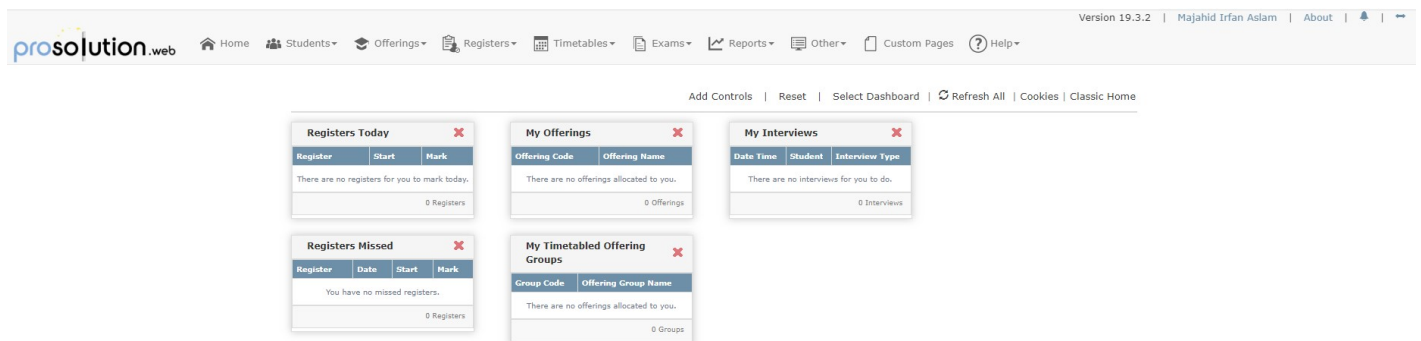 Version 19.3.2 | Majahid Irfan Aslam | About | |
prosolution.web Home Students Offerings Registers Timetables Exams Reports Other Custom Pages ? Help
Add Controls | Reset | Select Dashboard | Refresh All | Cookies | Classic Home
Registers Today
Register Start Mark
There are no registers for you to mark today.
0 Registers
My Offerings
Offering Code Offering Name
There are no offerings allocated to you.
0 Offerings
My Interviews
Date Time Student Interview Type
There are no interviews for you to do.
0 Interviews
Registers Missed
Register Date Start Mark
You have no missed registers.
0 Registers
My Timetabled Offering
Groups
Group Code Offering Group Name
There are no offerings allocated to you.
0 Groups